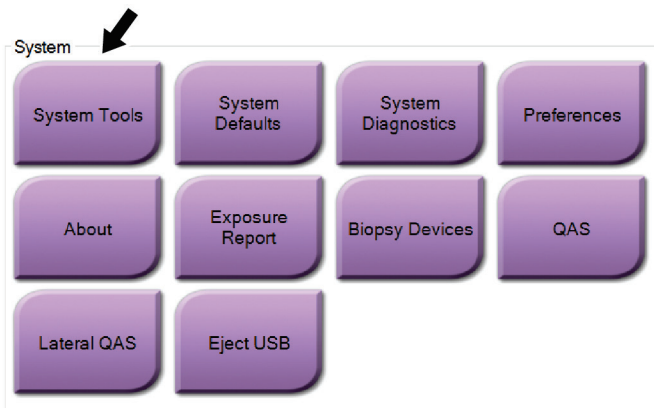 System
System Tools
System
Defaults
System
Diagnostics
Preferences
About
Exposure
Report
Biopsy Devices
QAS
Lateral QAS
Eject USB